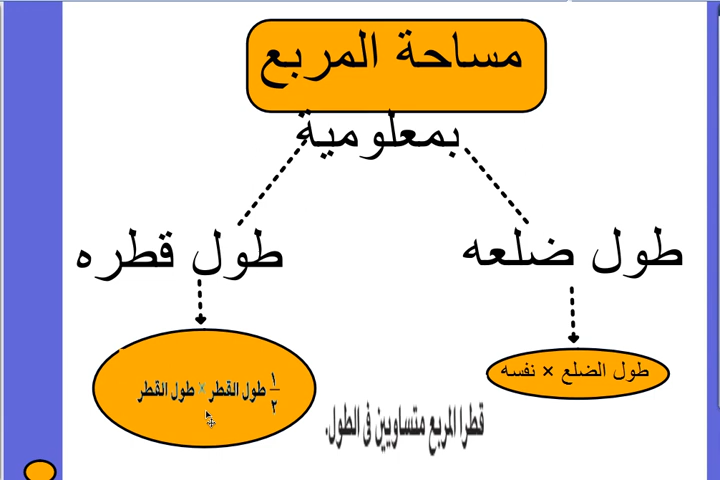 مساحة المربع
بمعلومية
طول ضلعه
طول قطره
طول الضلع × نفسه
١/٢ طول القطر × طول القطر
قطرا المربع متساويين فى الطول.